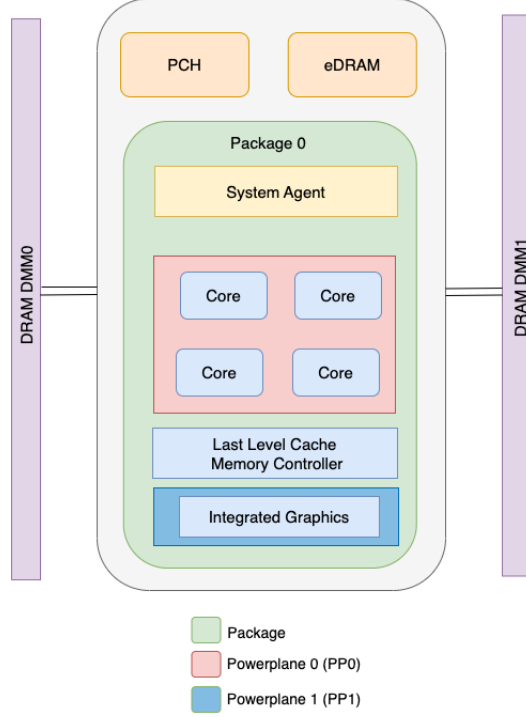 PCH
eDRAM
Package 0
System Agent
DRAM DMM0
DRAM DMM1
Core
Core
Core
Core
Last Level Cache
Memory Controller
Integrated Graphics
Package
Powerplane 0 (PP0)
Powerplane 1 (PP1)